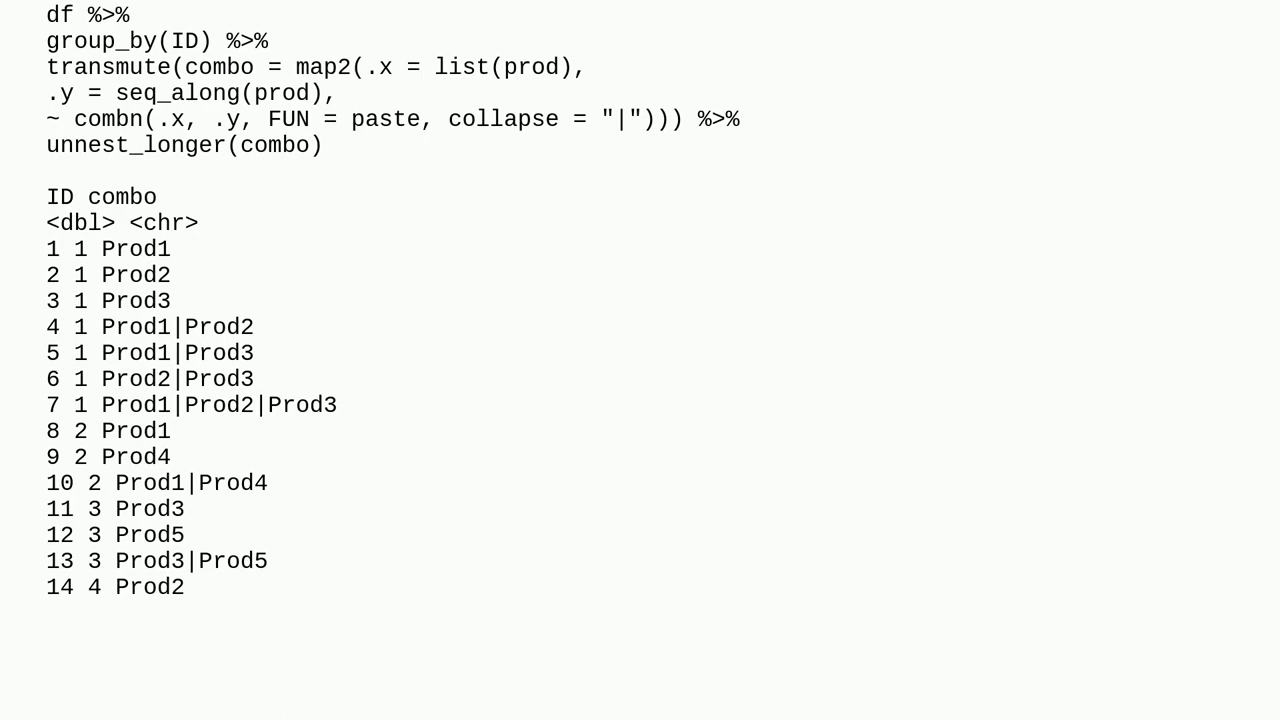 df %>%
group_by(ID) %>%
transmute(combo = map2(.x = list(prod),
.y = seq_along(prod),
~ combn(.x, .y, FUN = paste, collapse = "|"))) %>%
unnest_longer(combo)

ID combo
<dbl> <chr>
1 1 Prod1
2 1 Prod2
3 1 Prod3
4 1 Prod1|Prod2
5 1 Prod1|Prod3
6 1 Prod2|Prod3
7 1 Prod1|Prod2|Prod3
8 2 Prod1
9 2 Prod4
10 2 Prod1|Prod4
11 3 Prod3
12 3 Prod5
13 3 Prod3|Prod5
14 4 Prod2